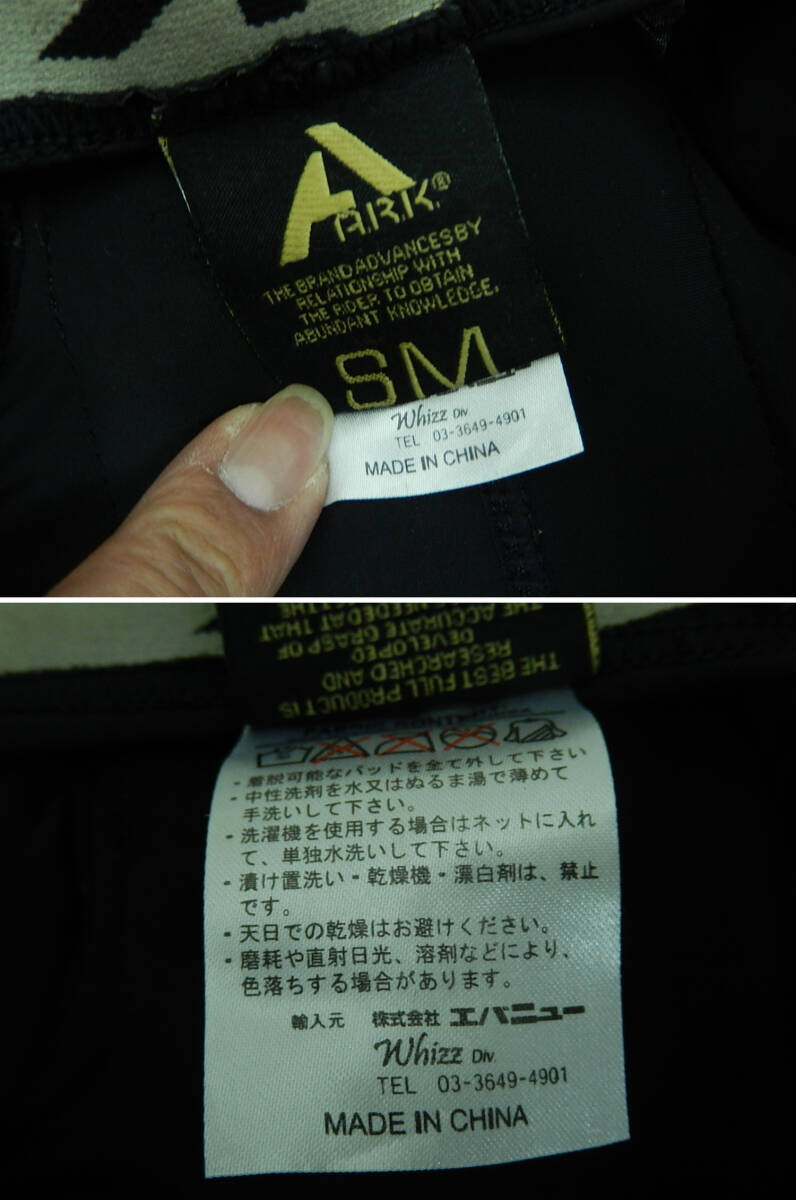 A
A.R.K.®
THE BRAND ADVANCES BY
RELATIONSHIP WITH
THE RIDER TO OBTAIN
ABUNDANT KNOWLEDGE.
SM
Whizz Div
TEL 03-3649-4901
MADE IN CHINA
THE BEST FULL PRODUCT IS
RESEARCHED AND
DEVELOPED
THE ACCURATE GRASP OF
NEEDED AT THAT
・着脱可能なパッドを全て外して下さい
・中性洗剤を水又はぬるま湯で薄めて
手洗いして下さい。
・洗濯機を使用する場合はネットに入れ
て、単独水洗いして下さい。
・漬け置洗い・乾燥機・漂白剤は、禁止
です。
・天日での乾燥はお避けください。
・磨耗や直射日光、溶剤などにより、
色落ちする場合があります。
輸入元 株式会社 エバニュー
Whizz Div
TEL 03-3649-4901
MADE IN CHINA